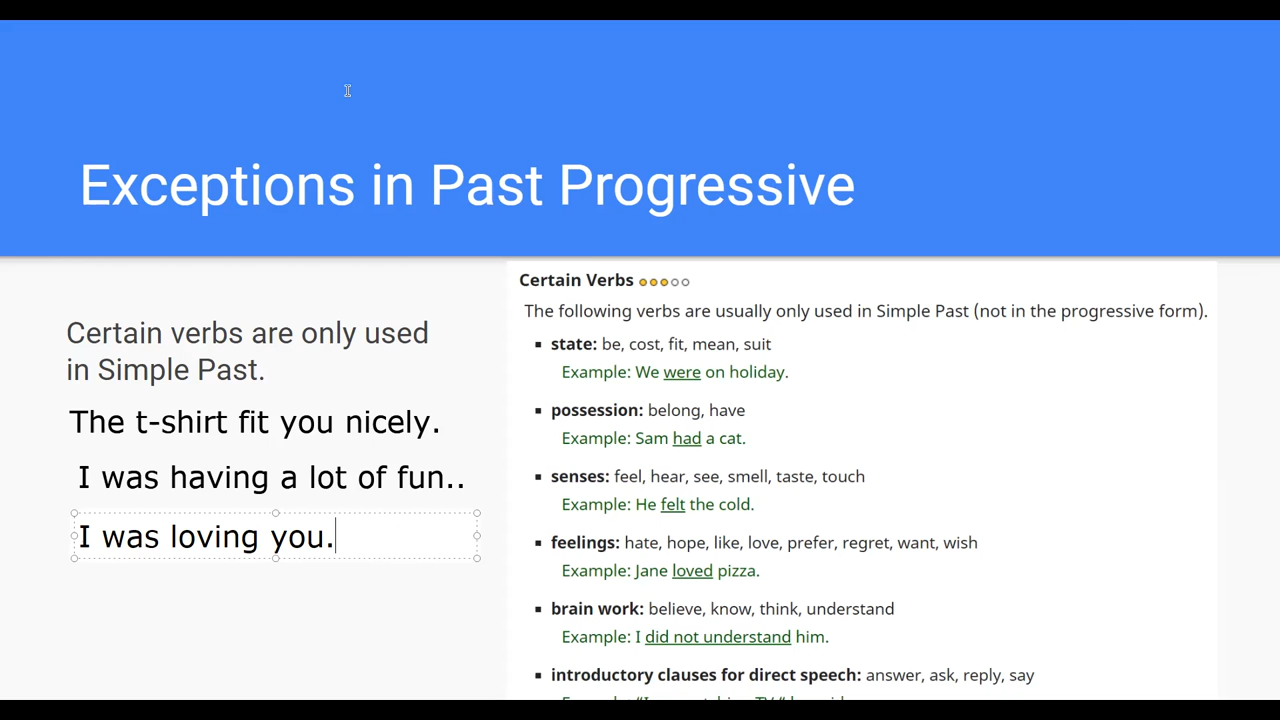 Exceptions in Past Progressive
Certain verbs are only used
in Simple Past.
The t-shirt fit you nicely.
I was having a lot of fun..
I was loving you.
Certain Verbs
The following verbs are usually only used in Simple Past (not in the progressive form).
state: be, cost, fit, mean, suit
Example: We were on holiday.
possession: belong, have
Example: Sam had a cat.
senses: feel, hear, see, smell, taste, touch
Example: He felt the cold.
feelings: hate, hope, like, love, prefer, regret, want, wish
Example: Jane loved pizza.
brain work: believe, know, think, understand
Example: I did not understand him.
introductory clauses for direct speech: answer, ask, reply, say